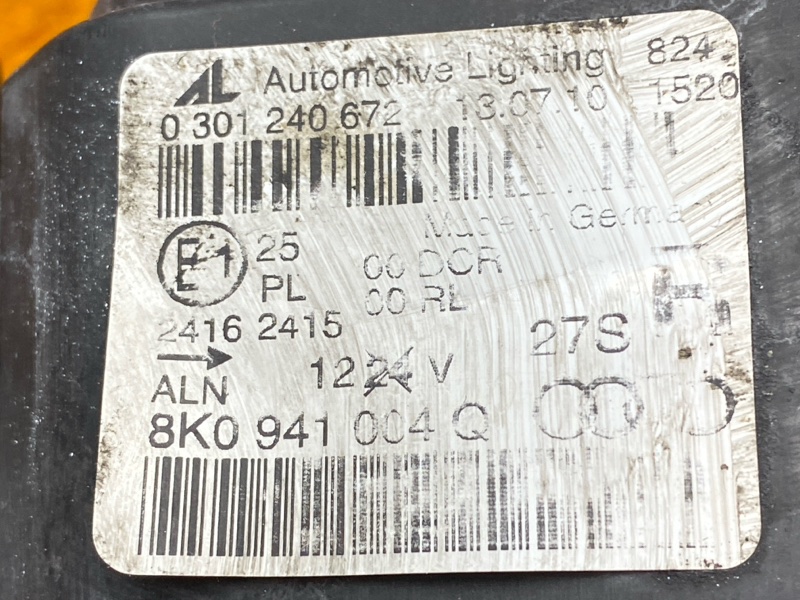 AL Automotive Lighting 824
0 301 240 672 13.07.10 1520
Made in Germa
E1 25 00 DCR
PL 00 RL
2416 2415 27S
12 24 V
ALN
8K0 941 004 Q